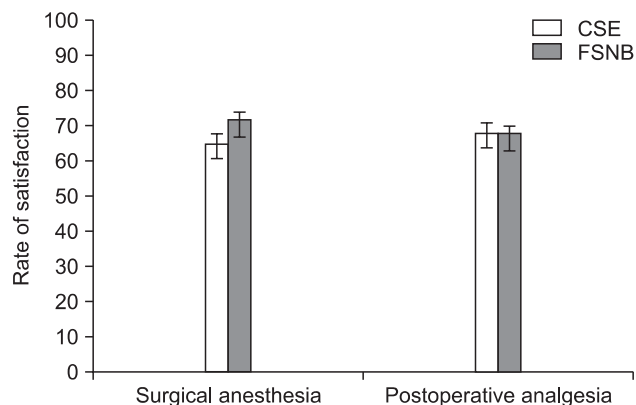 100
90
80
70
60
50
40
30
20
10
0
Rate of satisfaction
CSE
FSNB
Surgical anesthesia
Postoperative analgesia